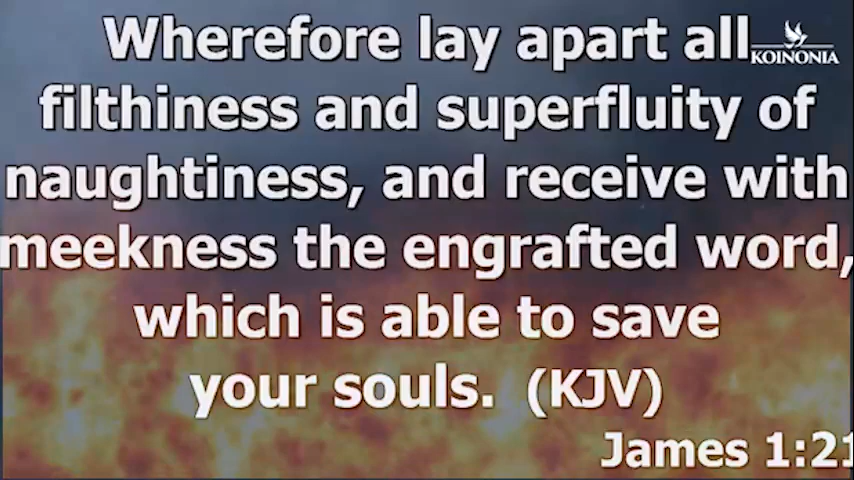 Wherefore lay apart all
KOINONIA
filthiness and superfluity of
naughtiness, and receive with
meekness the engrafted word,
which is able to save
your souls. (KJV)
James 1:21